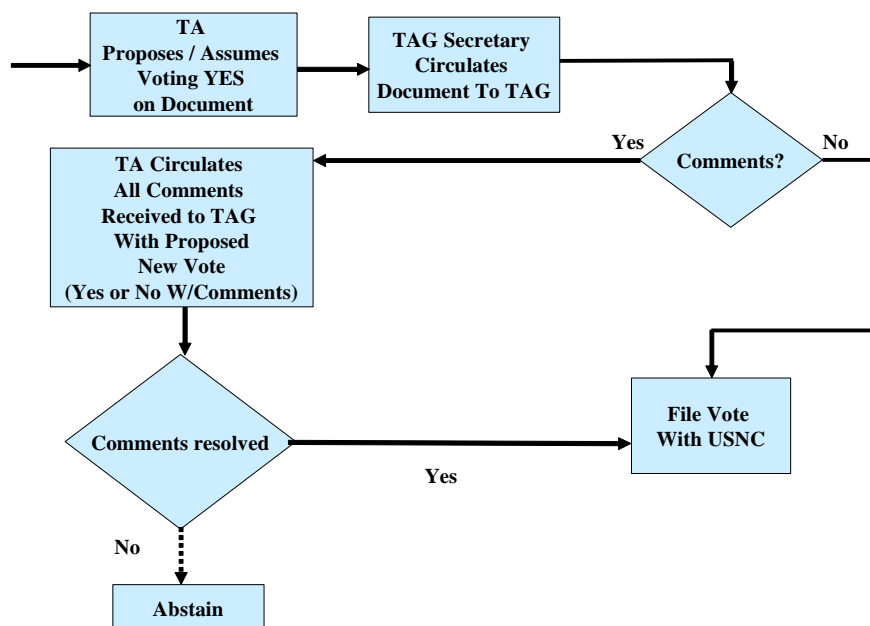 TA
Proposes / Assumes
Voting YES
on Document
TAG Secretary
Circulates
Document To TAG
Comments?
Yes
No
TA Circulates
All Comments
Received to TAG
With Proposed
New Vote
(Yes or No W/Comments)
Comments resolved
Yes
File Vote
With USNC
No
Abstain